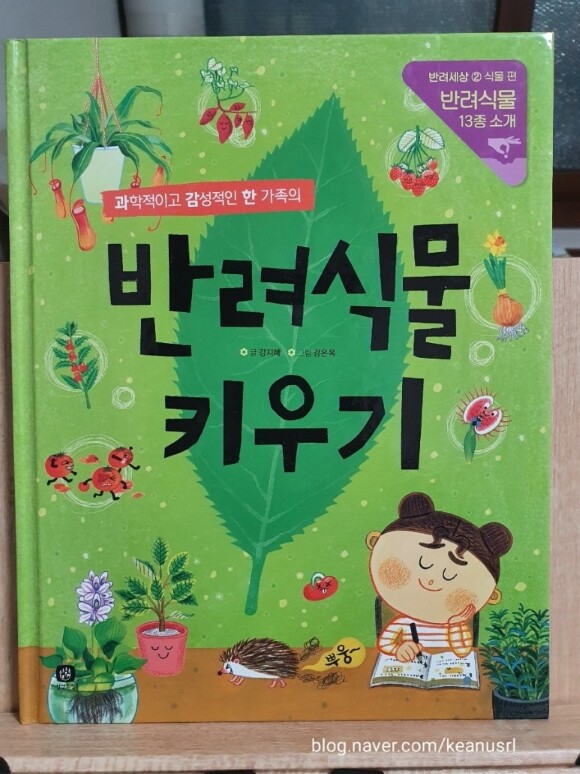 반려세상 ② 식물 편
반려식물
13종 소개
과학적이고 감성적인 한 가족의
반려식물
글 강지혜 그림 김은옥
키우기
뿌웅~
blog.naver.com/keanusrl